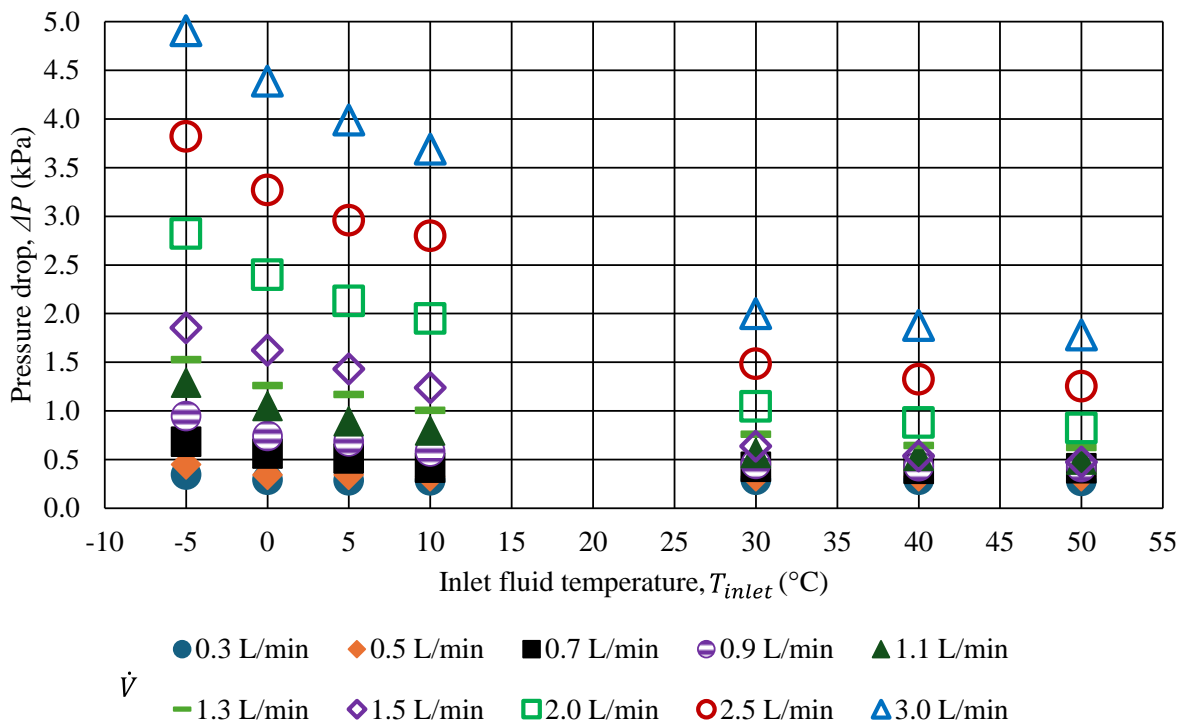 5.0
4.5
4.0
3.5
3.0
2.5
2.0
1.5
1.0
0.5
0.0
Pressure drop, ΔP (kPa)
-10 -5 0 5 10 15 20 25 30 35 40 45 50 55
Inlet fluid temperature, T_inlet (°C)
0.3 L/min 0.5 L/min 0.7 L/min 0.9 L/min 1.1 L/min
V̇
1.3 L/min 1.5 L/min 2.0 L/min 2.5 L/min 3.0 L/min